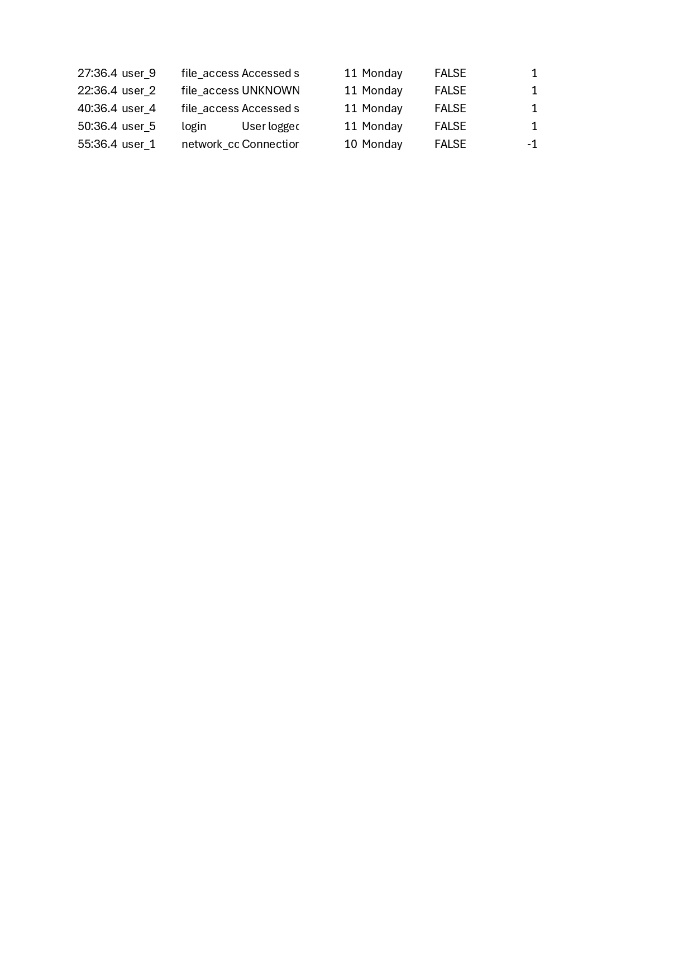 27:36.4 user_9 file_access Accessed s 11 Monday FALSE 1
22:36.4 user_2 file_access UNKNOWN 11 Monday FALSE 1
40:36.4 user_4 file_access Accessed s 11 Monday FALSE 1
50:36.4 user_5 login User logged 11 Monday FALSE 1
55:36.4 user_1 network_cc Connection 10 Monday FALSE -1